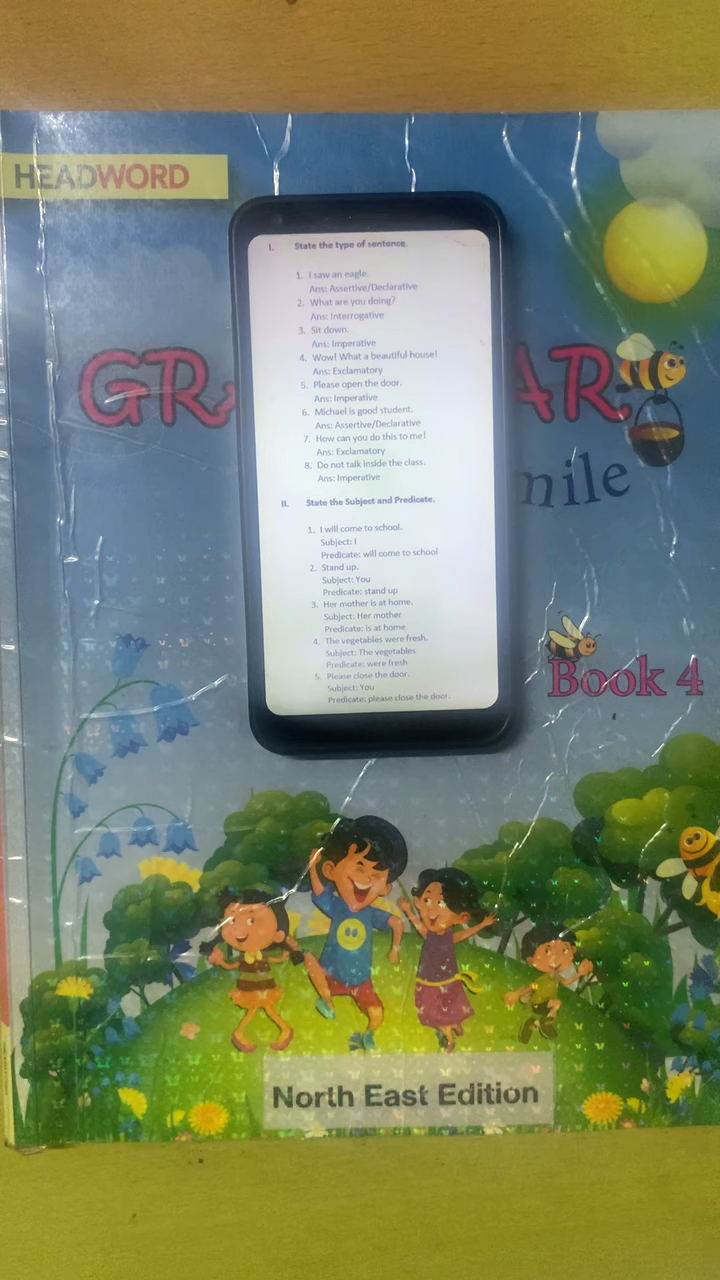 HEADWORD
GR AR
mile
Book 4
North East Edition
I. State the type of sentence.
1. I saw an eagle.
Ans: Assertive/Declarative
2. What are you doing?
Ans: Interrogative
3. Sit down.
Ans: Imperative
4. Wow! What a beautiful house!
Ans: Exclamatory
5. Please open the door.
Ans: Imperative
6. Michael is good student.
Ans: Assertive/Declarative
7. How can you do this to me!
Ans: Exclamatory
8. Do not talk inside the class.
Ans: Imperative
II. State the Subject and Predicate.
1. I will come to school.
Subject: I
Predicate: will come to school
2. Stand up.
Subject: You
Predicate: stand up
3. Her mother is at home.
Subject: Her mother
Predicate: is at home
4. The vegetables were fresh.
Subject: The vegetables
Predicate: were fresh
5. Please close the door.
Subject: You
Predicate: please close the door.